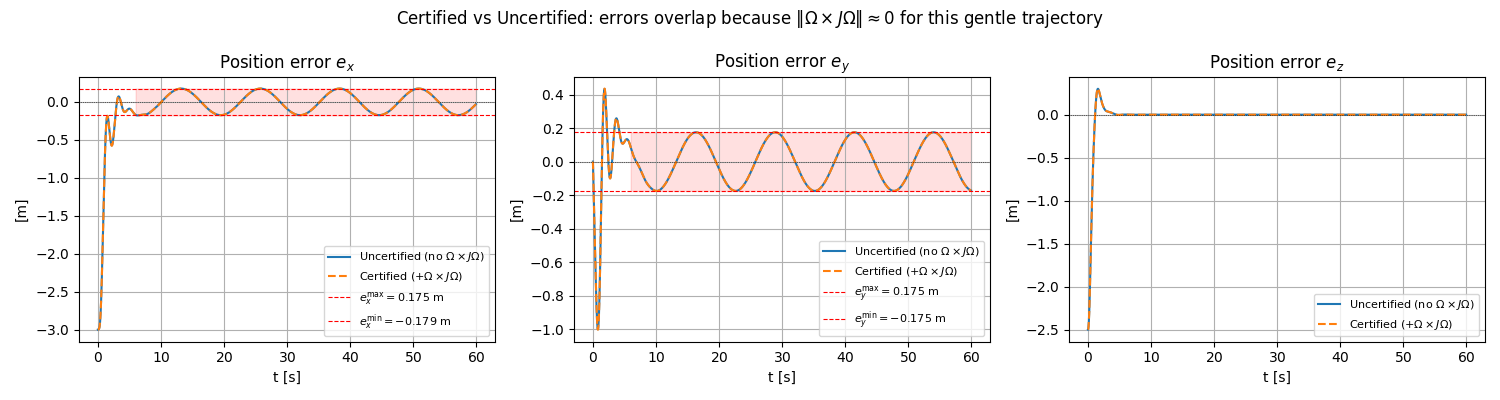 Certified vs Uncertified: errors overlap because ‖Ω × JΩ‖ ≈ 0 for this gentle trajectory
Position error e_x
0.0
−0.5
−1.0
−1.5
−2.0
−2.5
−3.0
[m]
0 10 20 30 40 50 60
t [s]
Uncertified (no Ω × JΩ)
Certified (+Ω × JΩ)
e_x^max = 0.175 m
e_x^min = −0.179 m
Position error e_y
0.4
0.2
0.0
−0.2
−0.4
−0.6
−0.8
−1.0
[m]
0 10 20 30 40 50 60
t [s]
Uncertified (no Ω × JΩ)
Certified (+Ω × JΩ)
e_y^max = 0.175 m
e_y^min = −0.175 m
Position error e_z
0.0
−0.5
−1.0
−1.5
−2.0
−2.5
[m]
0 10 20 30 40 50 60
t [s]
Uncertified (no Ω × JΩ)
Certified (+Ω × JΩ)